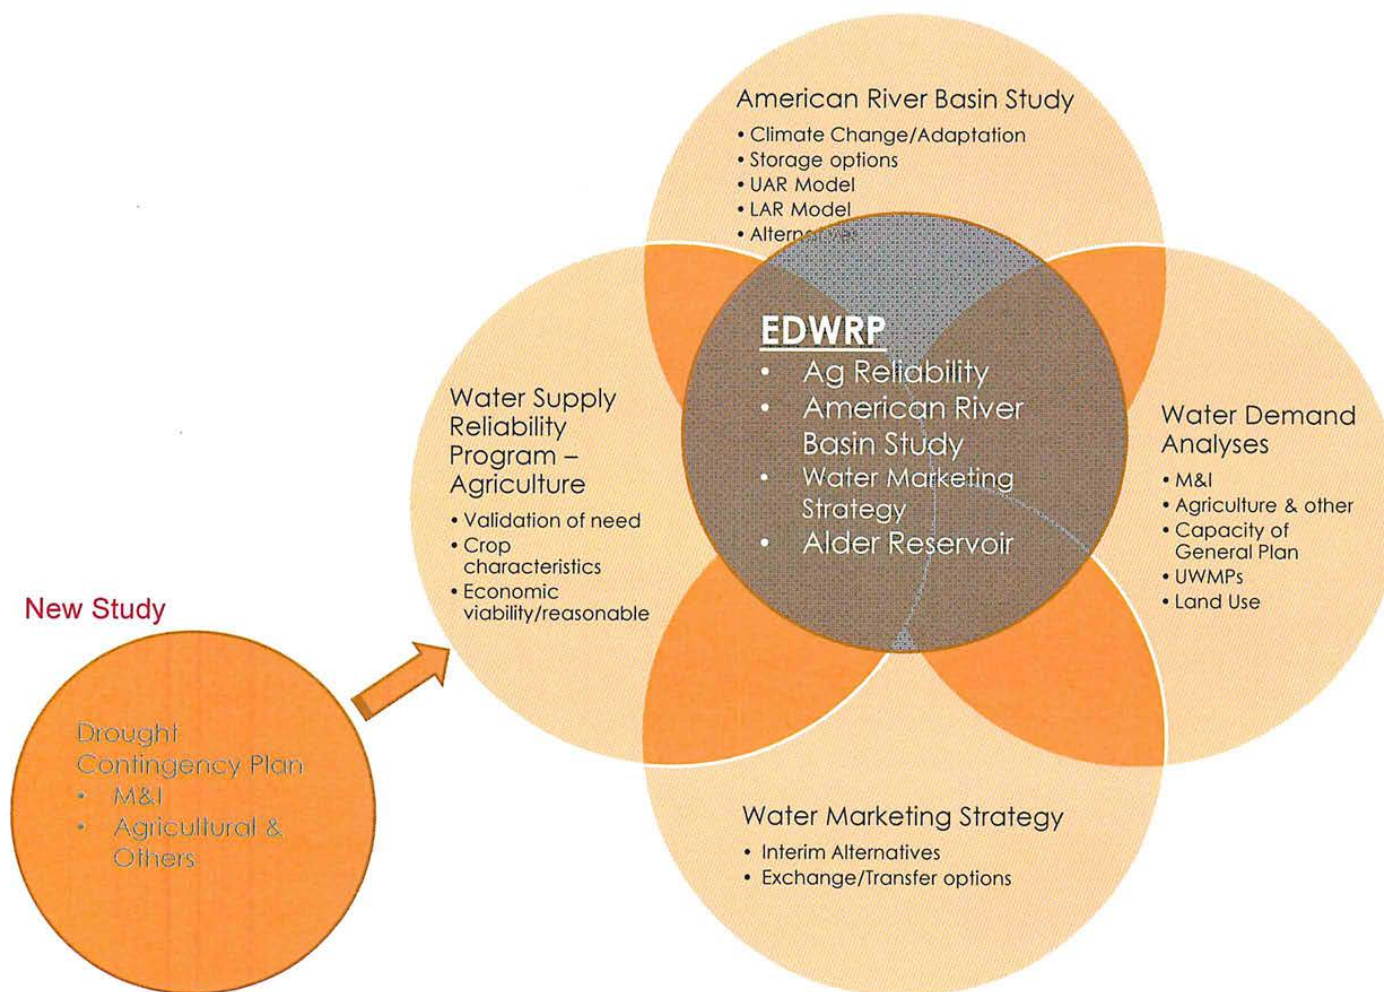 American River Basin Study
• Climate Change/Adaptation
• Storage options
• UAR Model
• LAR Model
• Alternatives
EDWRP
• Ag Reliability
• American River
Basin Study
• Water Marketing
Strategy
• Alder Reservoir
Water Supply
Reliability
Program –
Agriculture
• Validation of need
• Crop
characteristics
• Economic
viability/reasonable
Water Demand
Analyses
• M&I
• Agriculture & other
• Capacity of
General Plan
• UWMPs
• Land Use
New Study
Drought
Contingency Plan
• M&I
• Agricultural &
Others
Water Marketing Strategy
• Interim Alternatives
• Exchange/Transfer options